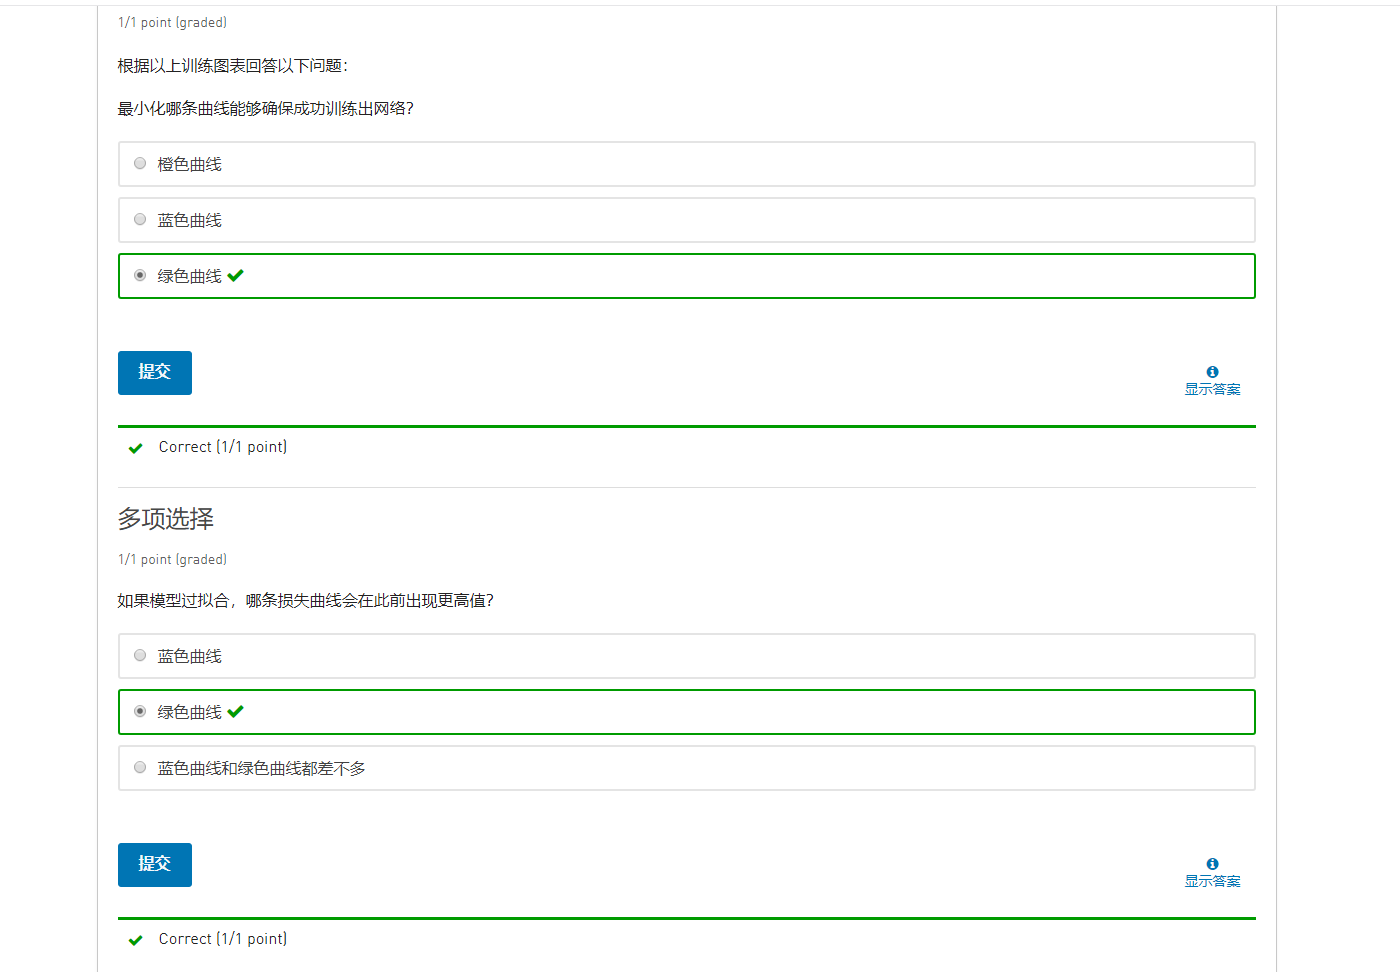 1/1 point (graded)
根据以上训练图表回答以下问题：
最小化哪条曲线能够确保成功训练出网络？
橙色曲线
蓝色曲线
绿色曲线
提交
显示答案
Correct (1/1 point)
多项选择
1/1 point (graded)
如果模型过拟合，哪条损失曲线会在此前出现更高值？
蓝色曲线
绿色曲线
蓝色曲线和绿色曲线都差不多
提交
显示答案
Correct (1/1 point)